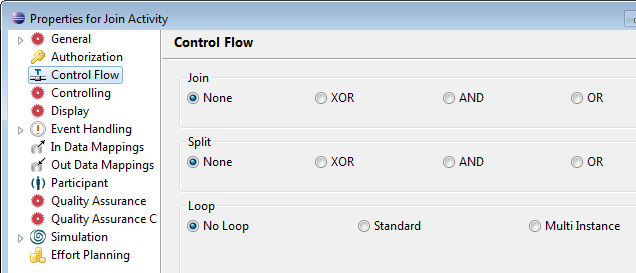 Properties for Join Activity
General
Authorization
Control Flow
Controlling
Display
Event Handling
In Data Mappings
Out Data Mappings
Participant
Quality Assurance
Quality Assurance C
Simulation
Effort Planning
Control Flow
Join
None XOR AND OR
Split
None XOR AND OR
Loop
No Loop Standard Multi Instance